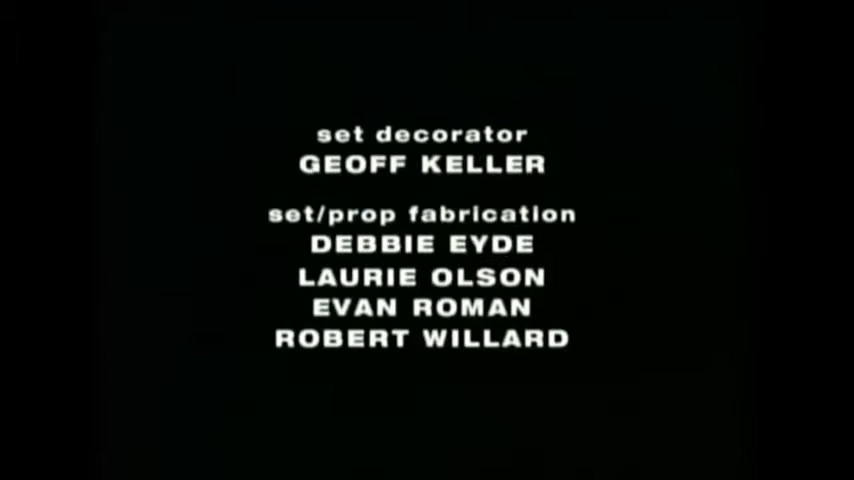 set decorator
GEOFF KELLER
set/prop fabrication
DEBBIE EYDE
LAURIE OLSON
EVAN ROMAN
ROBERT WILLARD